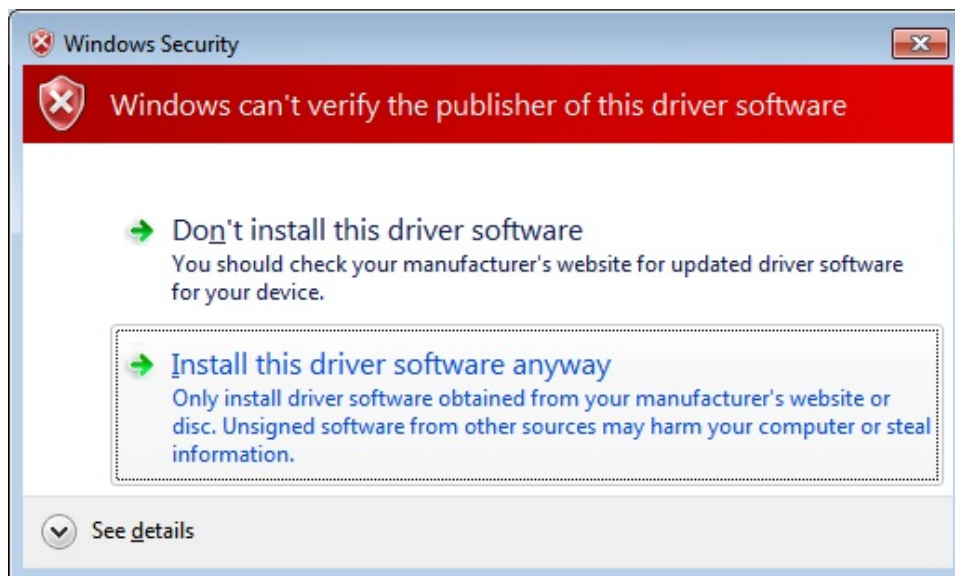 Windows Security
Windows can't verify the publisher of this driver software
Don't install this driver software
You should check your manufacturer's website for updated driver software
for your device.
Install this driver software anyway
Only install driver software obtained from your manufacturer's website or
disc. Unsigned software from other sources may harm your computer or steal
information.
See details